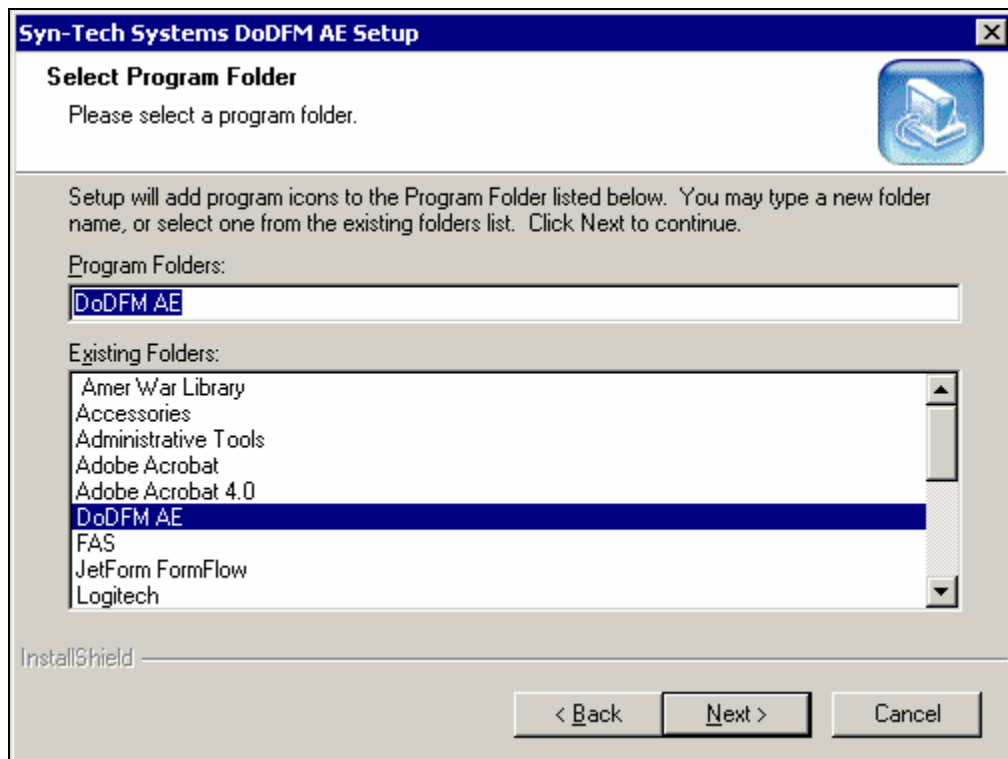 Syn-Tech Systems DoDFM AE Setup
Select Program Folder
Please select a program folder.
Setup will add program icons to the Program Folder listed below.  You may type a new folder
name, or select one from the existing folders list.  Click Next to continue.
Program Folders:
DoDFM AE
Existing Folders:
Amer War Library
Accessories
Administrative Tools
Adobe Acrobat
Adobe Acrobat 4.0
DoDFM AE
FAS
JetForm FormFlow
Logitech
InstallShield
< Back
Next >
Cancel